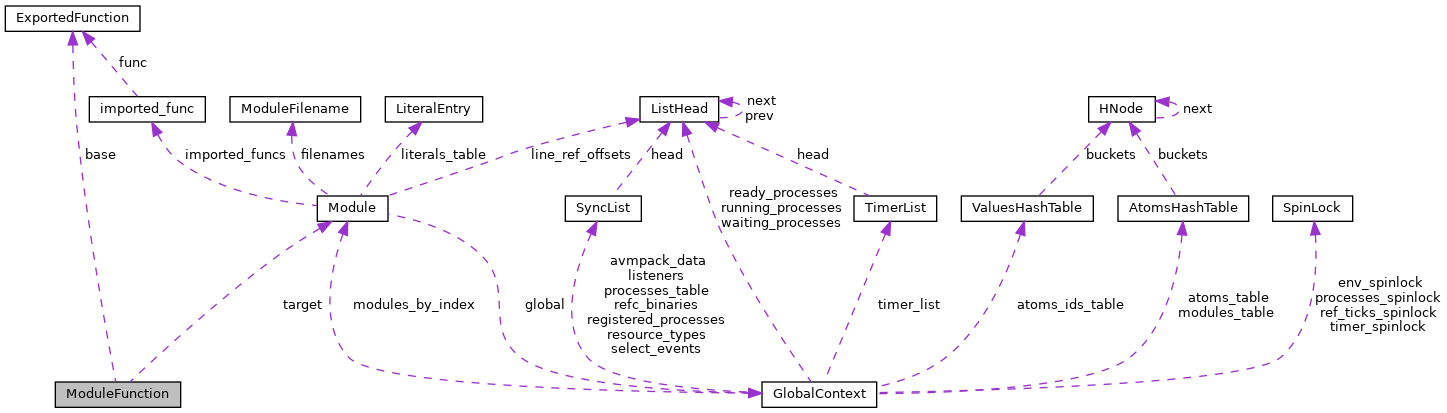 ExportedFunction
func
imported_func
ModuleFilename
LiteralEntry
ListHead
next
prev
HNode
next
base
imported_funcs
filenames
literals_table
line_ref_offsets
head
head
buckets
buckets
Module
SyncList
ready_processes
running_processes
waiting_processes
TimerList
ValuesHashTable
AtomsHashTable
SpinLock
target
modules_by_index
global
avmpack_data
listeners
processes_table
refc_binaries
registered_processes
resource_types
select_events
timer_list
atoms_ids_table
atoms_table
modules_table
env_spinlock
processes_spinlock
ref_ticks_spinlock
timer_spinlock
ModuleFunction
GlobalContext